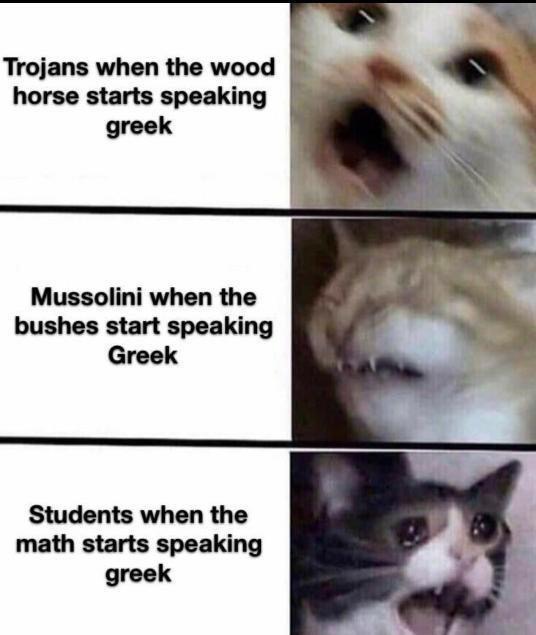 Trojans when the wood
horse starts speaking
greek
Mussolini when the
bushes start speaking
Greek
Students when the
math starts speaking
greek